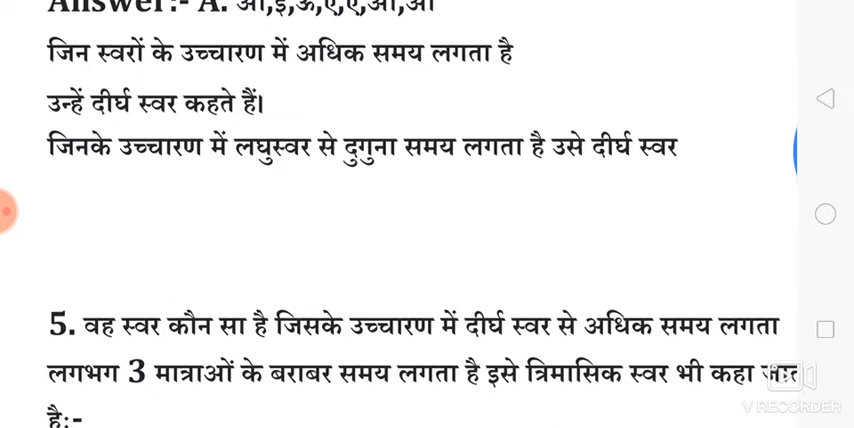 Answer:- A. आ,ई,ऊ,ए,ऐ,ओ,औ
जिन स्वरों के उच्चारण में अधिक समय लगता है
उन्हें दीर्घ स्वर कहते हैं।
जिनके उच्चारण में लघुस्वर से दुगुना समय लगता है उसे दीर्घ स्वर
5. वह स्वर कौन सा है जिसके उच्चारण में दीर्घ स्वर से अधिक समय लगता
लगभग 3 मात्राओं के बराबर समय लगता है इसे त्रिमासिक स्वर भी कहा जात
है:-
V RECORDER